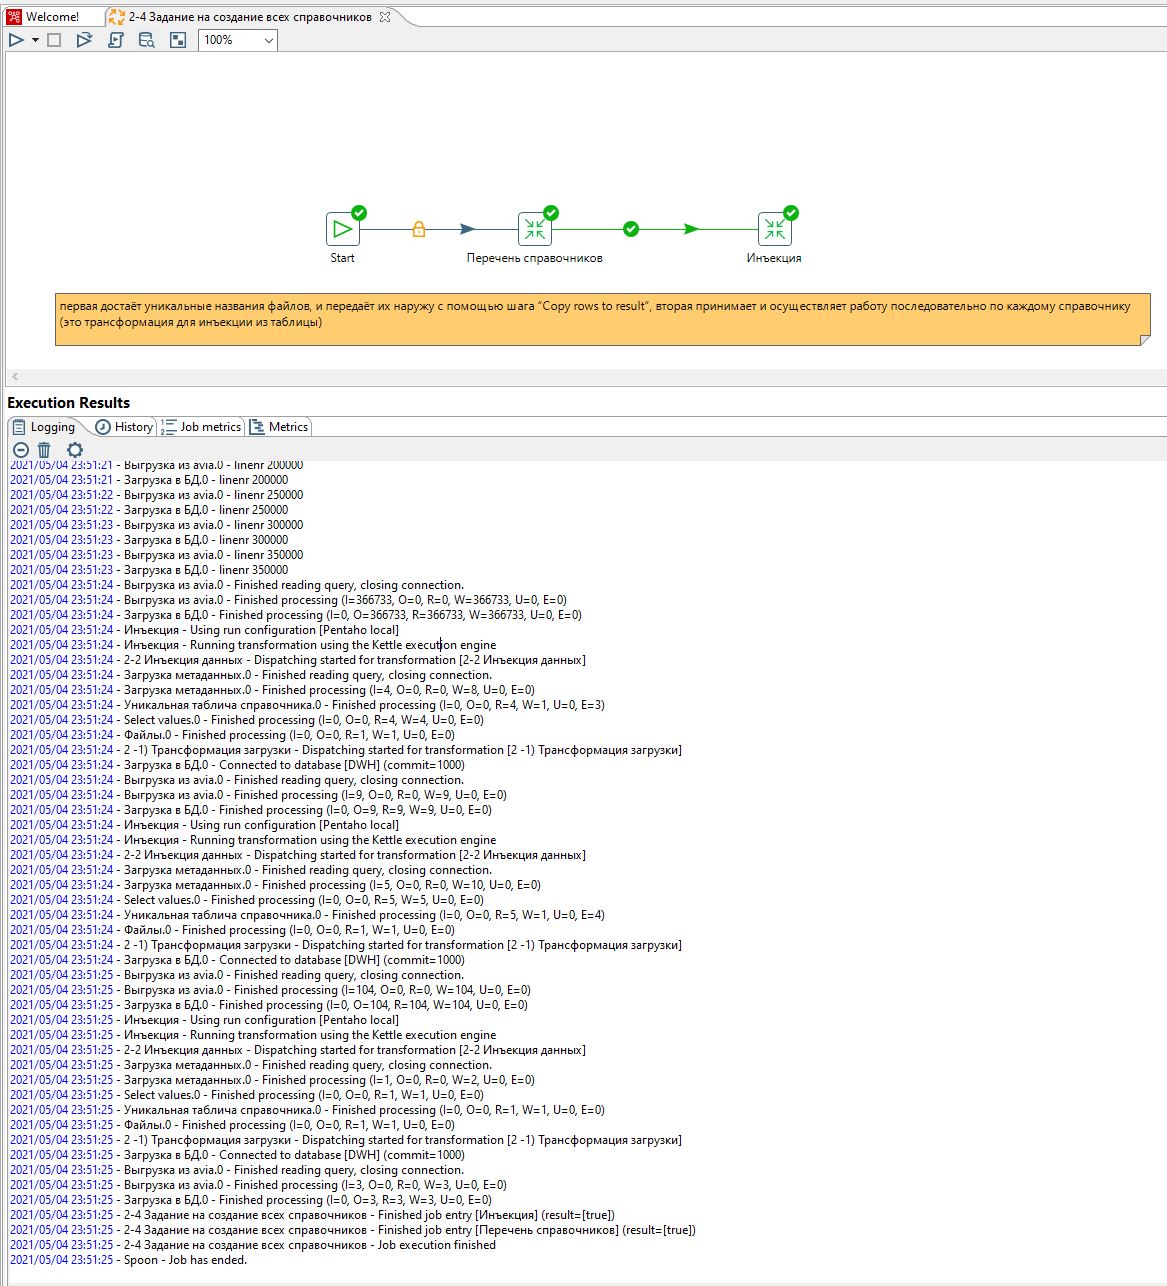 Welcome!
2-4 Задание на создание всех справочников
100%
Start
Перечень справочников
Инъекция
первая достаёт уникальные названия файлов, и передаёт их наружу с помощью шага "Copy rows to result", вторая принимает и осуществляет работу последовательно по каждому справочнику
(это трансформация для инъекции из таблицы)
Execution Results
Logging History Job metrics Metrics
2021/05/04 23:51:21 - Выгрузка из avia.0 - linenr 200000
2021/05/04 23:51:21 - Загрузка в БД.0 - linenr 200000
2021/05/04 23:51:22 - Выгрузка из avia.0 - linenr 250000
2021/05/04 23:51:22 - Загрузка в БД.0 - linenr 250000
2021/05/04 23:51:23 - Выгрузка из avia.0 - linenr 300000
2021/05/04 23:51:23 - Загрузка в БД.0 - linenr 300000
2021/05/04 23:51:23 - Выгрузка из avia.0 - linenr 350000
2021/05/04 23:51:23 - Загрузка в БД.0 - linenr 350000
2021/05/04 23:51:24 - Выгрузка из avia.0 - Finished reading query, closing connection.
2021/05/04 23:51:24 - Выгрузка из avia.0 - Finished processing (I=366733, O=0, R=0, W=366733, U=0, E=0)
2021/05/04 23:51:24 - Загрузка в БД.0 - Finished processing (I=0, O=366733, R=366733, W=366733, U=0, E=0)
2021/05/04 23:51:24 - Инъекция - Using run configuration [Pentaho local]
2021/05/04 23:51:24 - Инъекция - Running transformation using the Kettle execution engine
2021/05/04 23:51:24 - 2-2 Инъекция данных - Dispatching started for transformation [2-2 Инъекция данных]
2021/05/04 23:51:24 - Загрузка метаданных.0 - Finished reading query, closing connection.
2021/05/04 23:51:24 - Загрузка метаданных.0 - Finished processing (I=4, O=0, R=0, W=8, U=0, E=0)
2021/05/04 23:51:24 - Уникальная таблича справочника.0 - Finished processing (I=0, O=0, R=4, W=1, U=0, E=3)
2021/05/04 23:51:24 - Select values.0 - Finished processing (I=0, O=0, R=4, W=4, U=0, E=0)
2021/05/04 23:51:24 - Файлы.0 - Finished processing (I=0, O=0, R=1, W=1, U=0, E=0)
2021/05/04 23:51:24 - 2 -1) Трансформация загрузки - Dispatching started for transformation [2 -1) Трансформация загрузки]
2021/05/04 23:51:24 - Загрузка в БД.0 - Connected to database [DWH] (commit=1000)
2021/05/04 23:51:24 - Выгрузка из avia.0 - Finished reading query, closing connection.
2021/05/04 23:51:24 - Выгрузка из avia.0 - Finished processing (I=9, O=0, R=0, W=9, U=0, E=0)
2021/05/04 23:51:24 - Загрузка в БД.0 - Finished processing (I=0, O=9, R=9, W=9, U=0, E=0)
2021/05/04 23:51:24 - Инъекция - Using run configuration [Pentaho local]
2021/05/04 23:51:24 - Инъекция - Running transformation using the Kettle execution engine
2021/05/04 23:51:24 - 2-2 Инъекция данных - Dispatching started for transformation [2-2 Инъекция данных]
2021/05/04 23:51:24 - Загрузка метаданных.0 - Finished reading query, closing connection.
2021/05/04 23:51:24 - Загрузка метаданных.0 - Finished processing (I=5, O=0, R=0, W=10, U=0, E=0)
2021/05/04 23:51:24 - Select values.0 - Finished processing (I=0, O=0, R=5, W=5, U=0, E=0)
2021/05/04 23:51:24 - Уникальная таблича справочника.0 - Finished processing (I=0, O=0, R=5, W=1, U=0, E=4)
2021/05/04 23:51:24 - Файлы.0 - Finished processing (I=0, O=0, R=1, W=1, U=0, E=0)
2021/05/04 23:51:24 - 2 -1) Трансформация загрузки - Dispatching started for transformation [2 -1) Трансформация загрузки]
2021/05/04 23:51:24 - Загрузка в БД.0 - Connected to database [DWH] (commit=1000)
2021/05/04 23:51:25 - Выгрузка из avia.0 - Finished reading query, closing connection.
2021/05/04 23:51:25 - Выгрузка из avia.0 - Finished processing (I=104, O=0, R=0, W=104, U=0, E=0)
2021/05/04 23:51:25 - Загрузка в БД.0 - Finished processing (I=0, O=104, R=104, W=104, U=0, E=0)
2021/05/04 23:51:25 - Инъекция - Using run configuration [Pentaho local]
2021/05/04 23:51:25 - Инъекция - Running transformation using the Kettle execution engine
2021/05/04 23:51:25 - 2-2 Инъекция данных - Dispatching started for transformation [2-2 Инъекция данных]
2021/05/04 23:51:25 - Загрузка метаданных.0 - Finished reading query, closing connection.
2021/05/04 23:51:25 - Загрузка метаданных.0 - Finished processing (I=1, O=0, R=0, W=2, U=0, E=0)
2021/05/04 23:51:25 - Select values.0 - Finished processing (I=0, O=0, R=1, W=1, U=0, E=0)
2021/05/04 23:51:25 - Уникальная таблича справочника.0 - Finished processing (I=0, O=0, R=1, W=1, U=0, E=0)
2021/05/04 23:51:25 - Файлы.0 - Finished processing (I=0, O=0, R=1, W=1, U=0, E=0)
2021/05/04 23:51:25 - 2 -1) Трансформация загрузки - Dispatching started for transformation [2 -1) Трансформация загрузки]
2021/05/04 23:51:25 - Загрузка в БД.0 - Connected to database [DWH] (commit=1000)
2021/05/04 23:51:25 - Выгрузка из avia.0 - Finished reading query, closing connection.
2021/05/04 23:51:25 - Выгрузка из avia.0 - Finished processing (I=3, O=0, R=0, W=3, U=0, E=0)
2021/05/04 23:51:25 - Загрузка в БД.0 - Finished processing (I=0, O=3, R=3, W=3, U=0, E=0)
2021/05/04 23:51:25 - 2-4 Задание на создание всех справочников - Finished job entry [Инъекция] (result=[true])
2021/05/04 23:51:25 - 2-4 Задание на создание всех справочников - Finished job entry [Перечень справочников] (result=[true])
2021/05/04 23:51:25 - 2-4 Задание на создание всех справочников - Job execution finished
2021/05/04 23:51:25 - Spoon - Job has ended.